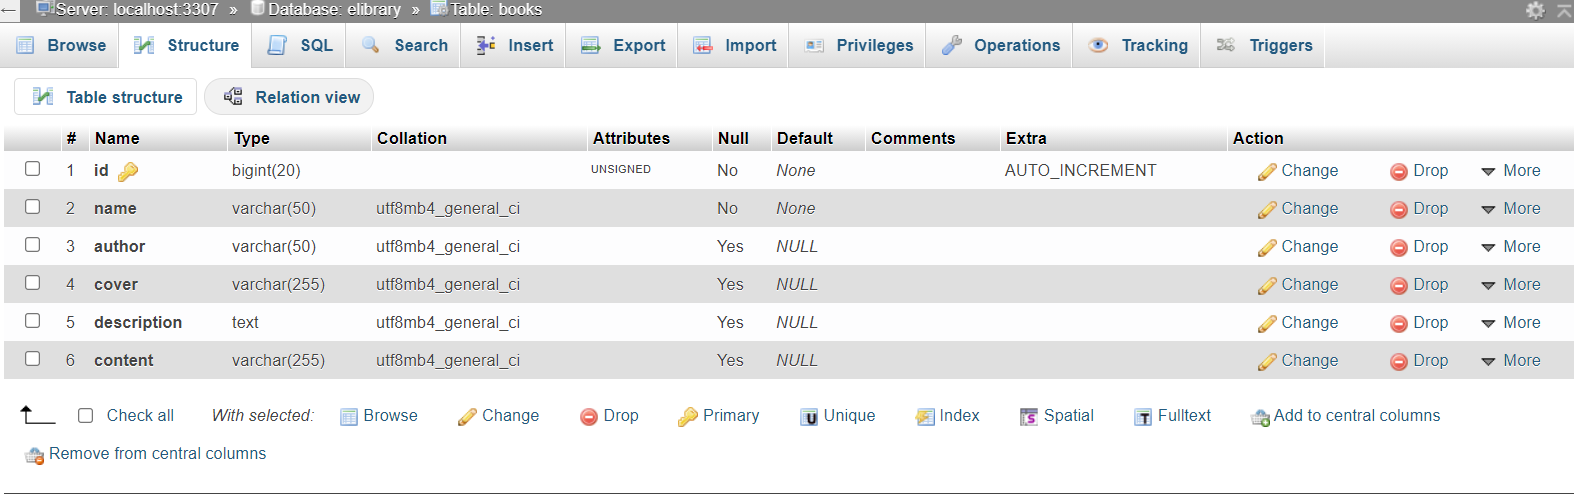 Server: localhost:3307 » Database: elibrary » Table: books
Browse Structure SQL Search Insert Export Import Privileges Operations Tracking Triggers
Table structure Relation view
# Name Type Collation Attributes Null Default Comments Extra Action
1 id bigint(20) UNSIGNED No None AUTO_INCREMENT Change Drop More
2 name varchar(50) utf8mb4_general_ci No None Change Drop More
3 author varchar(50) utf8mb4_general_ci Yes NULL Change Drop More
4 cover varchar(255) utf8mb4_general_ci Yes NULL Change Drop More
5 description text utf8mb4_general_ci Yes NULL Change Drop More
6 content varchar(255) utf8mb4_general_ci Yes NULL Change Drop More
Check all With selected: Browse Change Drop Primary Unique Index Spatial Fulltext Add to central columns
Remove from central columns